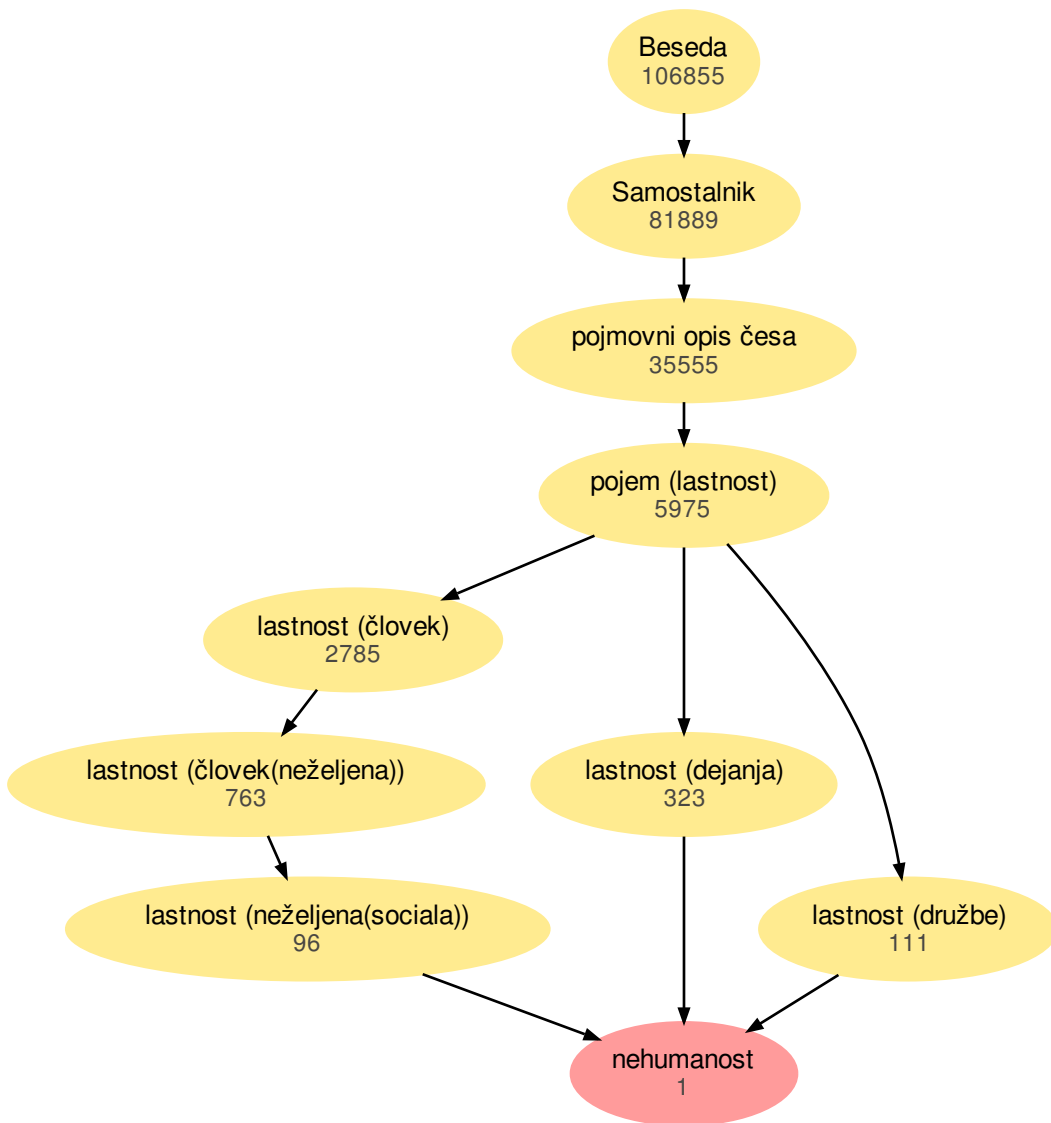 Beseda
106855
Samostalnik
81889
pojmovni opis česa
35555
pojem (lastnost)
5975
lastnost (človek)
2785
lastnost (človek(neželjena))
763
lastnost (dejanja)
323
lastnost (neželjena(sociala))
96
lastnost (družbe)
111
nehumanost
1